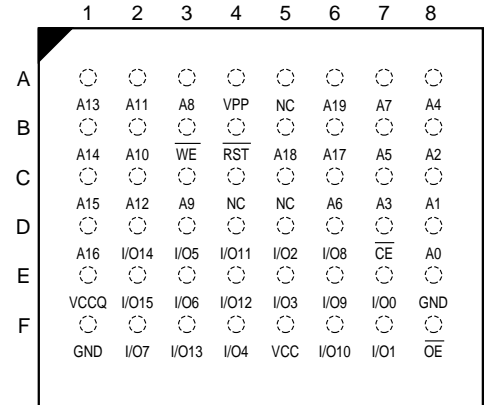 1 2 3 4 5 6 7 8
A
A13 A11 A8 VPP NC A19 A7 A4
B
A14 A10 WE RST A18 A17 A5 A2
C
A15 A12 A9 NC NC A6 A3 A1
D
A16 I/O14 I/O5 I/O11 I/O2 I/O8 CE A0
E
VCCQ I/O15 I/O6 I/O12 I/O3 I/O9 I/O0 GND
F
GND I/O7 I/O13 I/O4 VCC I/O10 I/O1 OE